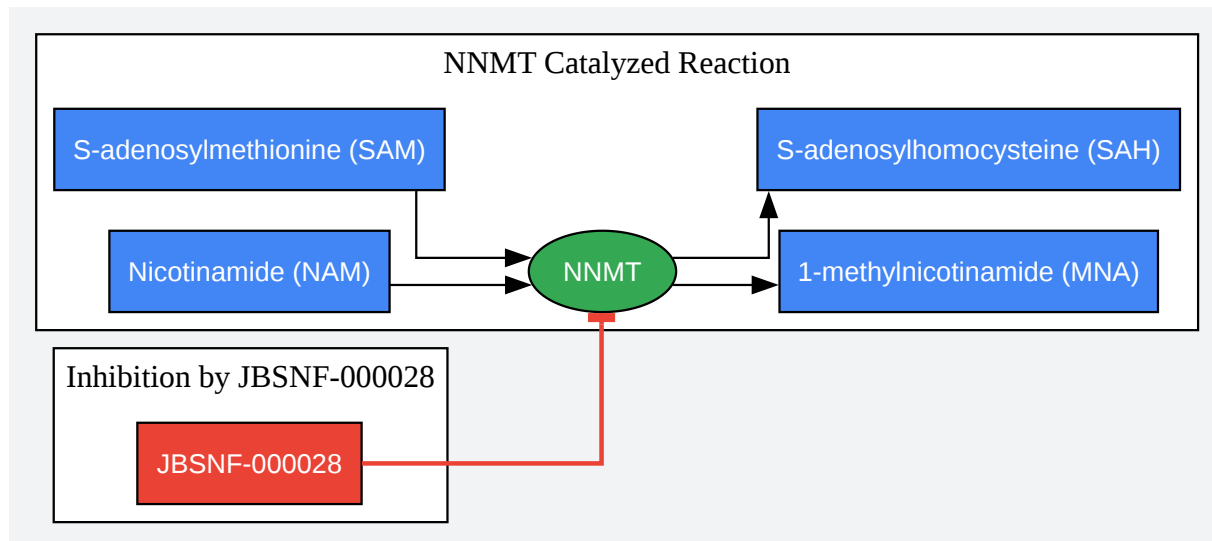 NNMT Catalyzed Reaction
S-adenosylmethionine (SAM)
S-adenosylhomocysteine (SAH)
Nicotinamide (NAM)
NNMT
1-methylnicotinamide (MNA)
Inhibition by JBSNF-000028
JBSNF-000028